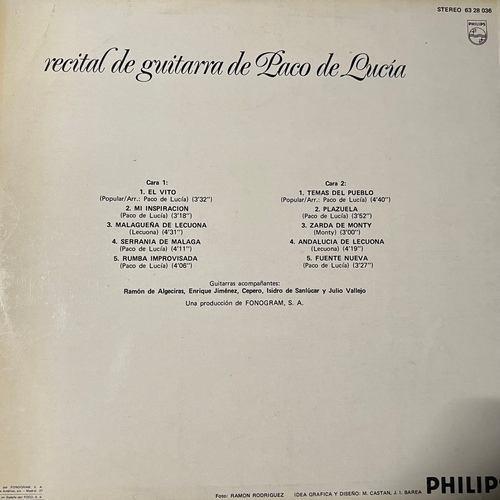 STEREO 63 28 036
PHILIPS
recital de guitarra de Paco de Lucía
Cara 1:
1. EL VITO
(Popular/Arr.: Paco de Lucía) (3'32")
2. MI INSPIRACION
(Paco de Lucía) (3'18")
3. MALAGUEÑA DE LECUONA
(Lecuona) (4'31")
4. SERRANIA DE MALAGA
(Paco de Lucía) (4'11")
5. RUMBA IMPROVISADA
(Paco de Lucía) (4'06")
Cara 2:
1. TEMAS DEL PUEBLO
(Popular/Arr.: Paco de Lucía) (4'40")
2. PLAZUELA
(Paco de Lucía) (3'52")
3. ZARDA DE MONTY
(Monty) (3'00")
4. ANDALUCIA DE LECUONA
(Lecuona) (4'19")
5. FUENTE NUEVA
(Paco de Lucía) (3'27")
Guitarras acompañantes:
Ramón de Algeciras, Enrique Jiménez, Cepero, Isidro de Sanlúcar y Julio Vallejo
Una producción de FONOGRAM, S. A.
por FONOGRAM, S. A.
Madrid
Foto: RAMON RODRIGUEZ IDEA GRAFICA Y DISEÑO: M. CASTAN, J. I. BAREA
PHILIP